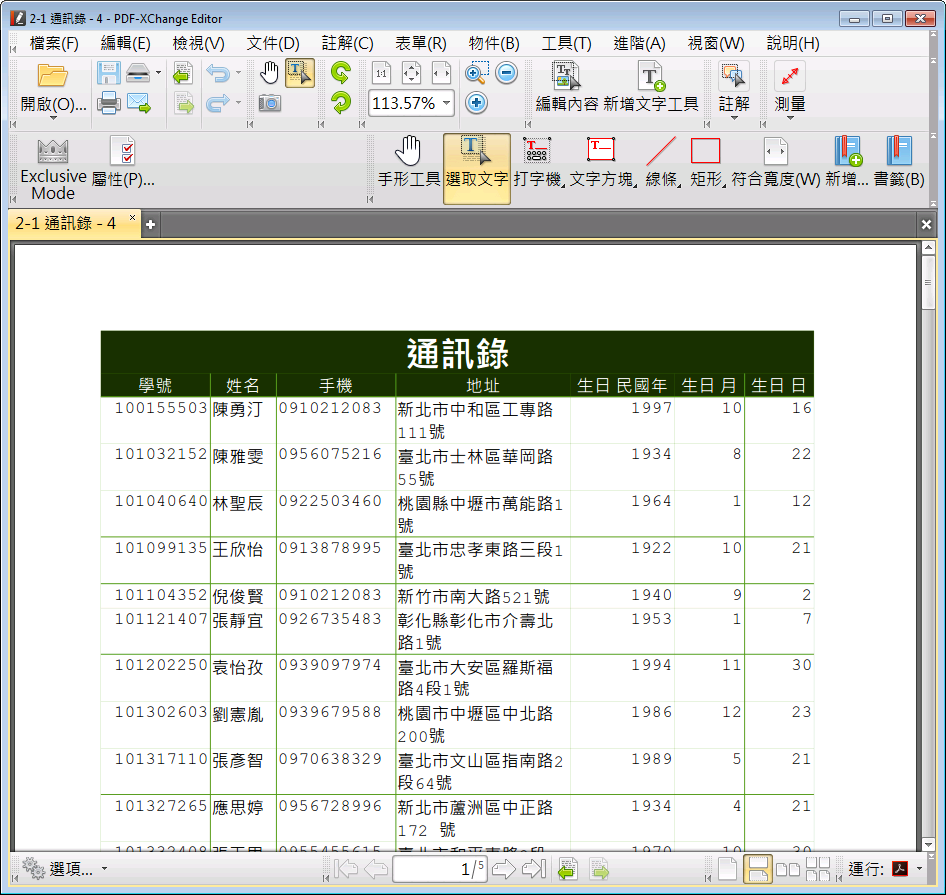 2-1 通訊錄 - 4 - PDF-XChange Editor
檔案(F) 編輯(E) 檢視(V) 文件(D) 註解(C) 表單(R) 物件(B) 工具(T) 進階(A) 視窗(W) 說明(H)
開啟(O)... 1:1 113.57% 編輯內容 新增文字工具 註解 測量
Exclusive Mode 屬性(P)... 手形工具 選取文字 打字機 文字方塊 線條 矩形 符合寬度(W) 新增... 書籤(B)
2-1 通訊錄 - 4
通訊錄
學號 姓名 手機 地址 生日 民國年 生日 月 生日 日
100155503 陳勇汀 0910212083 新北市中和區工專路 1997 10 16
111號
101032152 陳雅雯 0956075216 臺北市士林區華岡路 1934 8 22
55號
101040640 林聖辰 0922503460 桃園縣中壢市萬能路1 1964 1 12
號
101099135 王欣怡 0913878995 臺北市忠孝東路三段1 1922 10 21
號
101104352 倪俊賢 0910212083 新竹市南大路521號 1940 9 2
101121407 張靜宜 0926735483 彰化縣彰化市介壽北 1953 1 7
路1號
101202250 袁怡孜 0939097974 臺北市大安區羅斯福 1994 11 30
路4段1號
101302603 劉憲胤 0939679588 桃園市中壢區中北路 1986 12 23
200號
101317110 張彥智 0970638329 臺北市文山區指南路2 1989 5 21
段64號
101327265 應思婷 0956728996 新北市蘆洲區中正路 1934 4 21
172 號
選項... 1/5 運行: